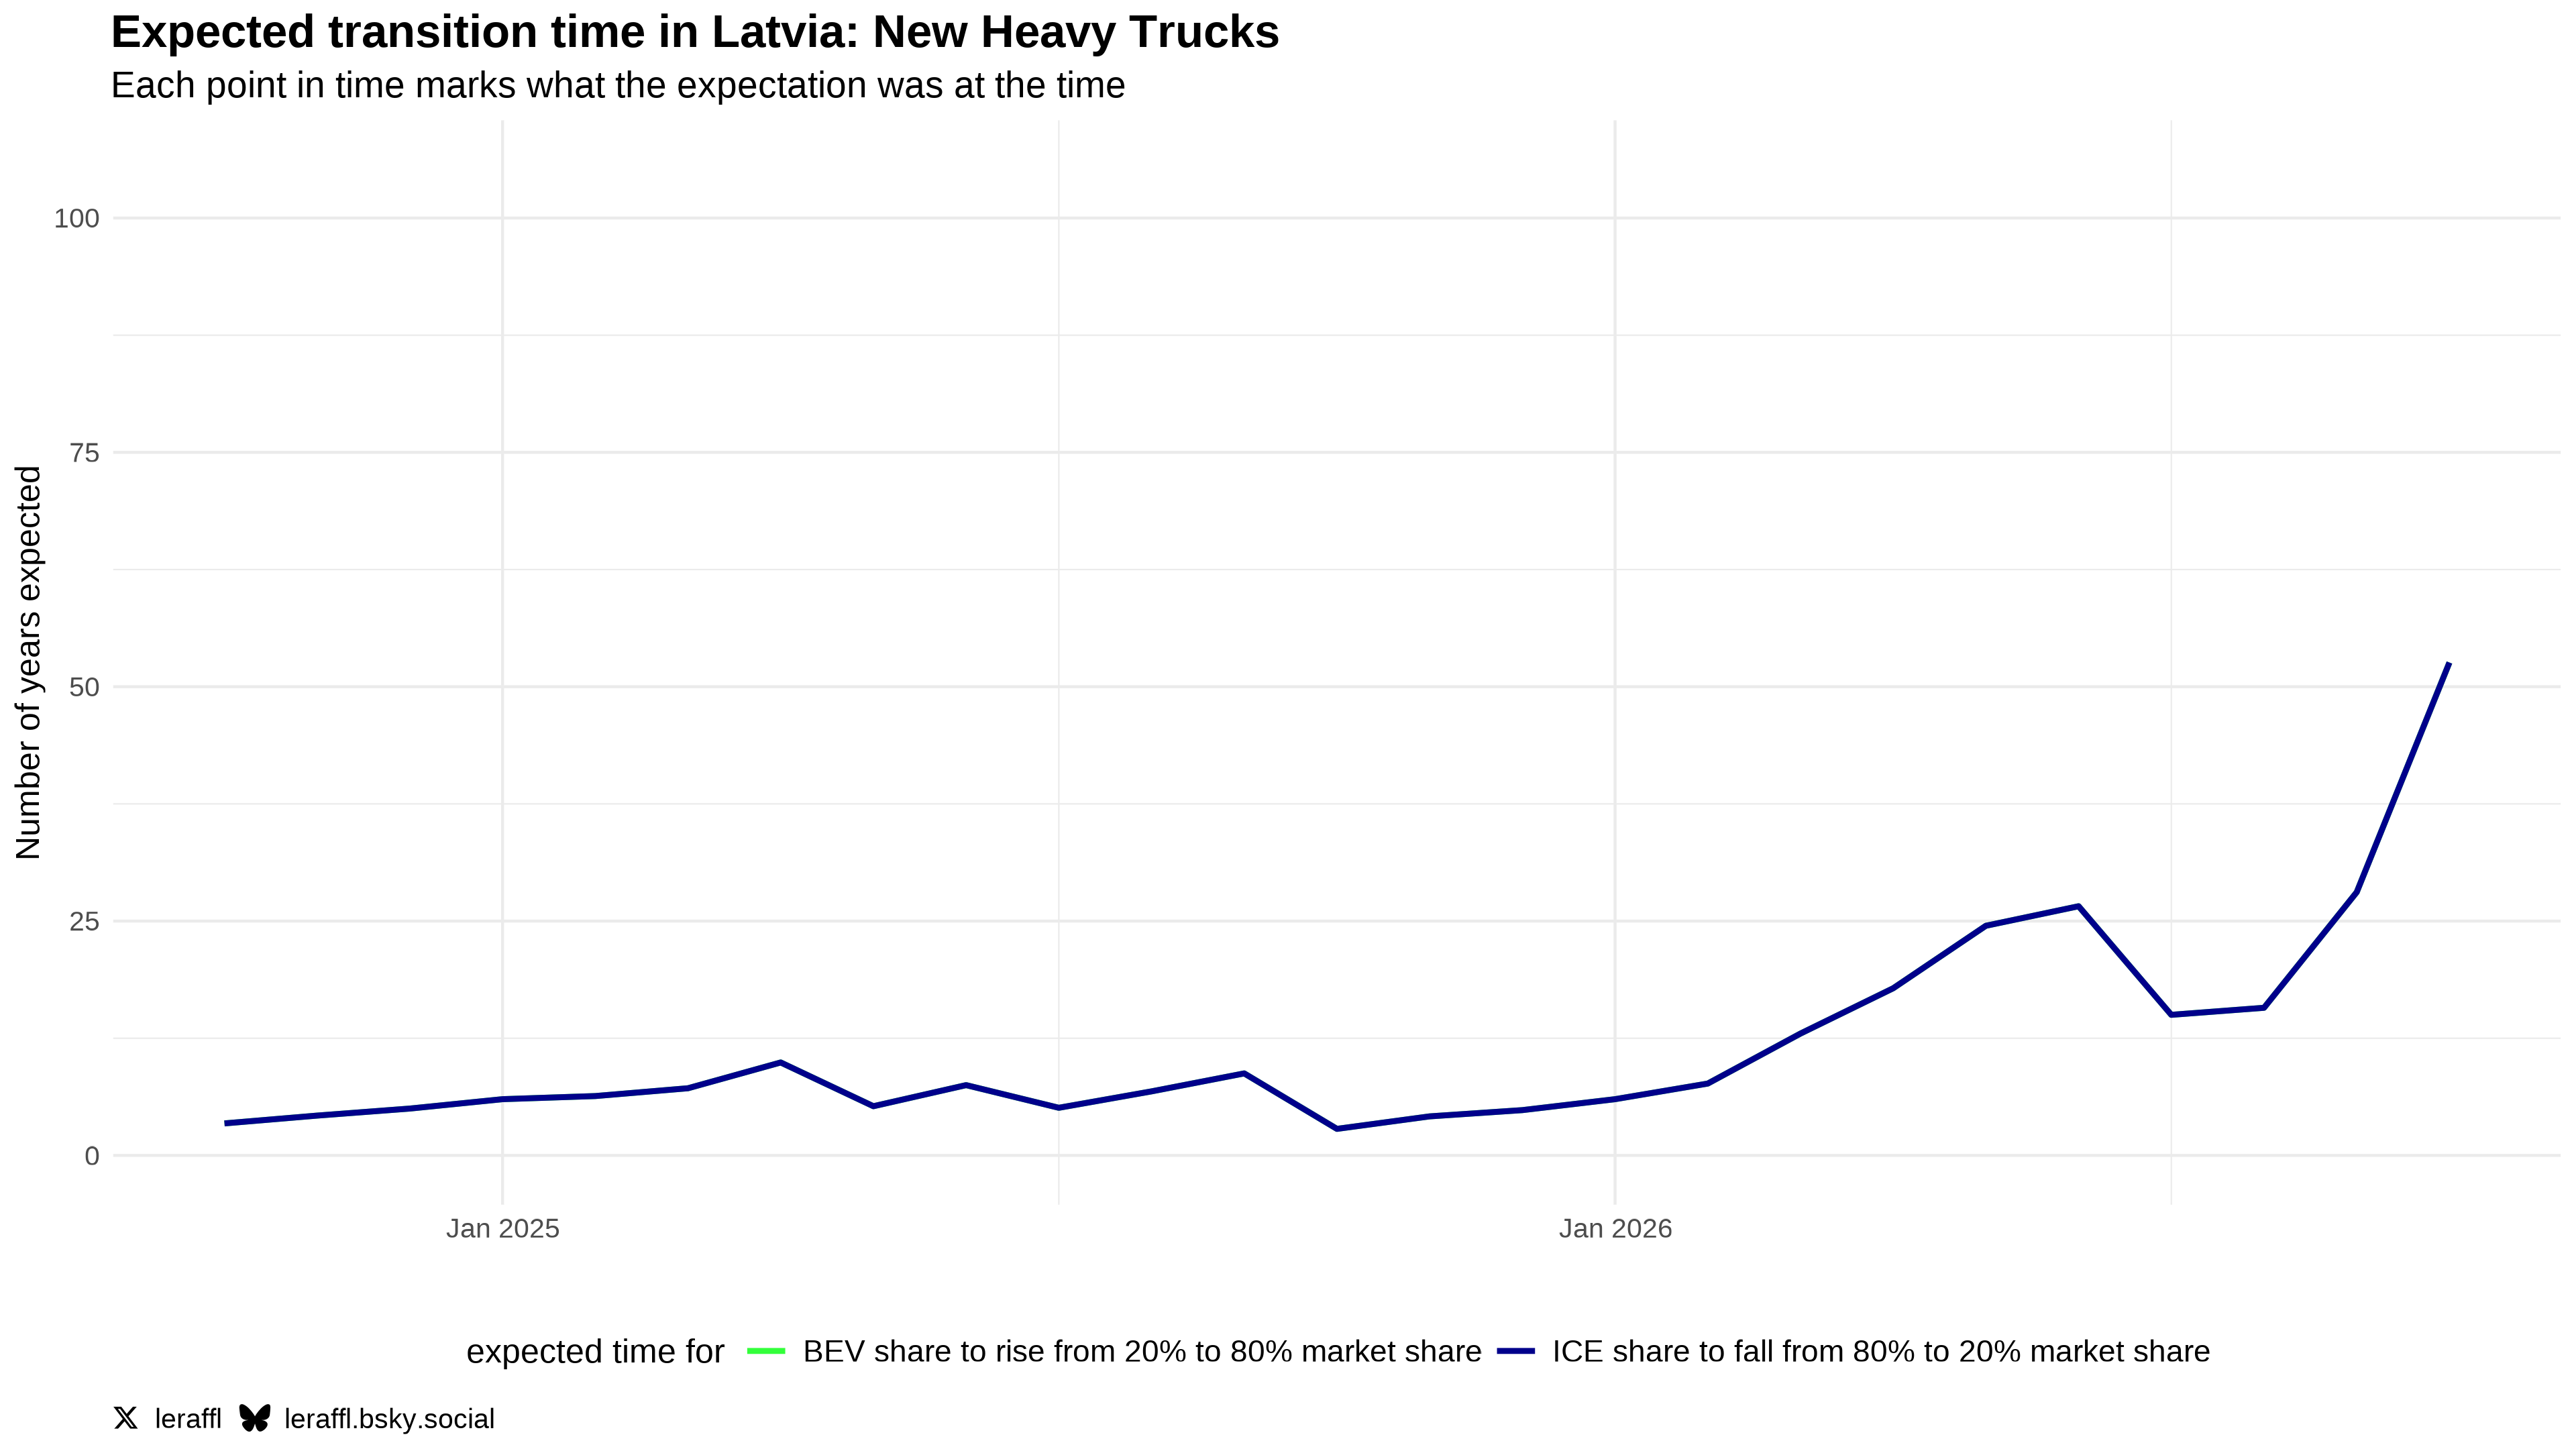 Expected transition time in Latvia: New Heavy Trucks
Each point in time marks what the expectation was at the time
Number of years expected
100
75
50
25
0
Jan 2025
Jan 2026
expected time for
BEV share to rise from 20% to 80% market share
ICE share to fall from 80% to 20% market share
leraffl
leraffl.bsky.social